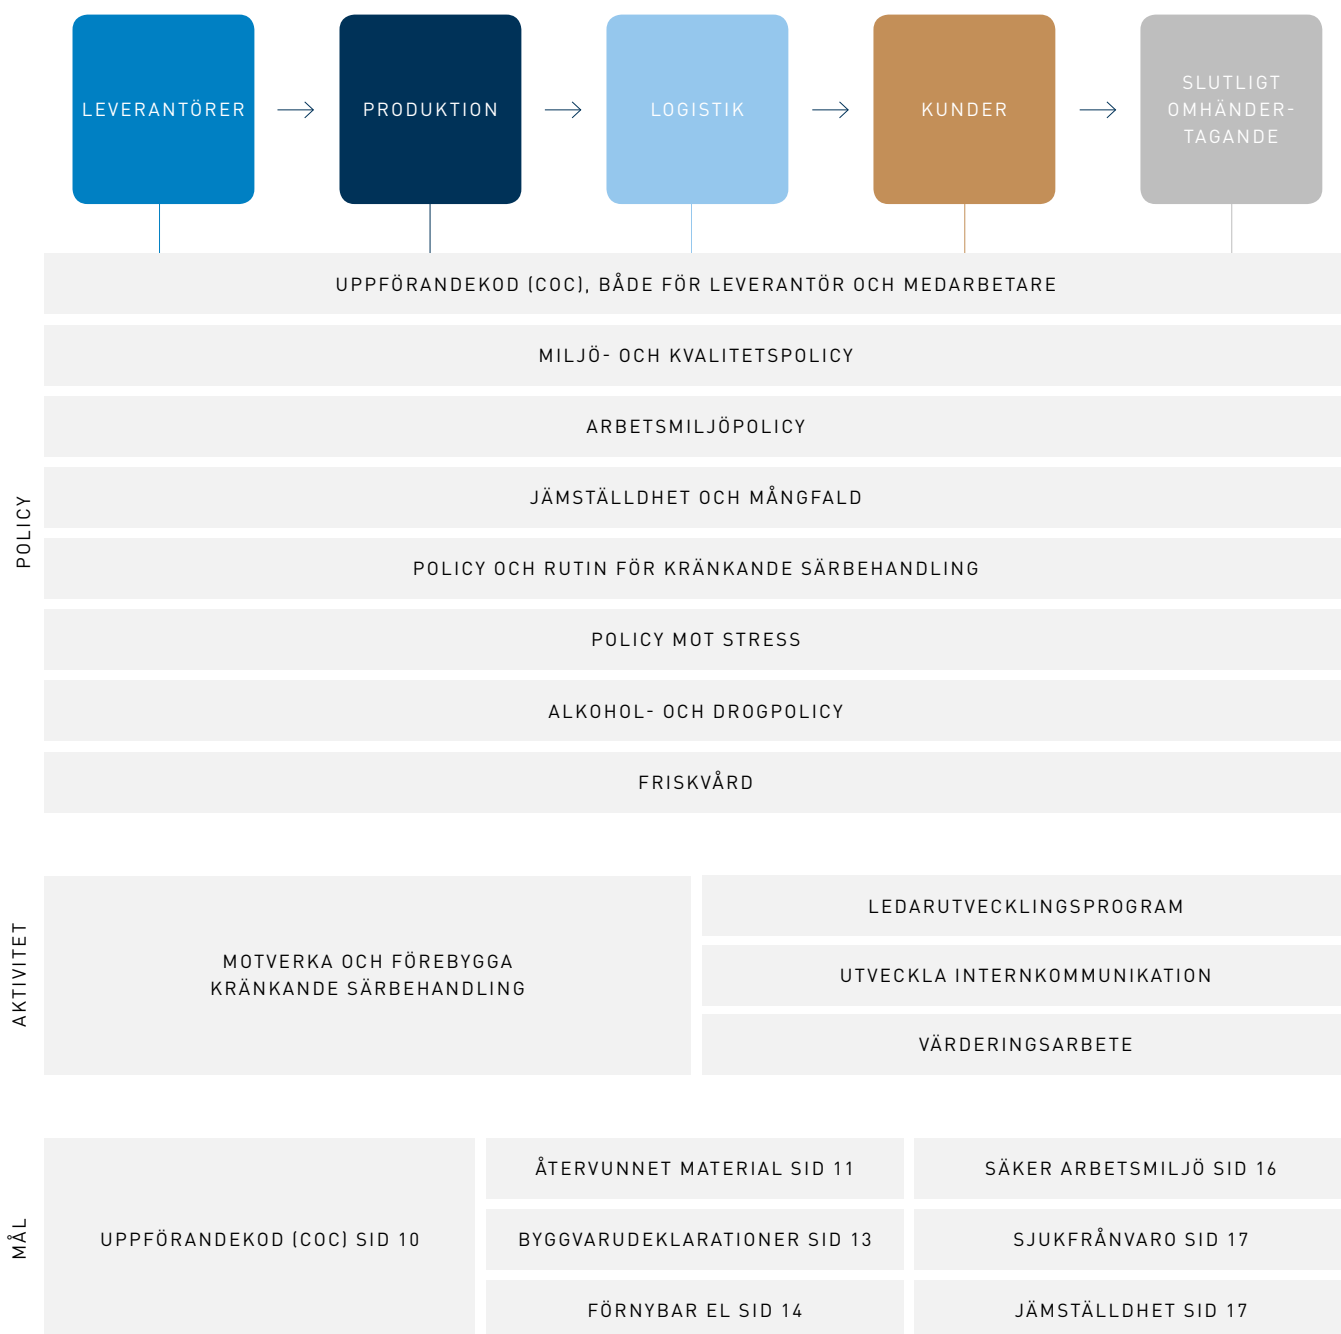 LEVERANTÖRER
PRODUKTION
LOGISTIK
KUNDER
SLUTLIGT
OMHÄNDER-
TAGANDE
POLICY
UPPFÖRANDEKOD (COC), BÅDE FÖR LEVERANTÖR OCH MEDARBETARE
MILJÖ- OCH KVALITETSPOLICY
ARBETSMILJÖPOLICY
JÄMSTÄLLDHET OCH MÅNGFALD
POLICY OCH RUTIN FÖR KRÄNKANDE SÄRBEHANDLING
POLICY MOT STRESS
ALKOHOL- OCH DROGPOLICY
FRISKVÅRD
AKTIVITET
MOTVERKA OCH FÖREBYGGA
KRÄNKANDE SÄRBEHANDLING
LEDARUTVECKLINGSPROGRAM
UTVECKLA INTERNKOMMUNIKATION
VÄRDERINGSARBETE
MÅL
UPPFÖRANDEKOD (COC) SID 10
ÅTERVUNNET MATERIAL SID 11
BYGGVARUDEKLARATIONER SID 13
FÖRNYBAR EL SID 14
SÄKER ARBETSMILJÖ SID 16
SJUKFRÅNVARO SID 17
JÄMSTÄLLDHET SID 17